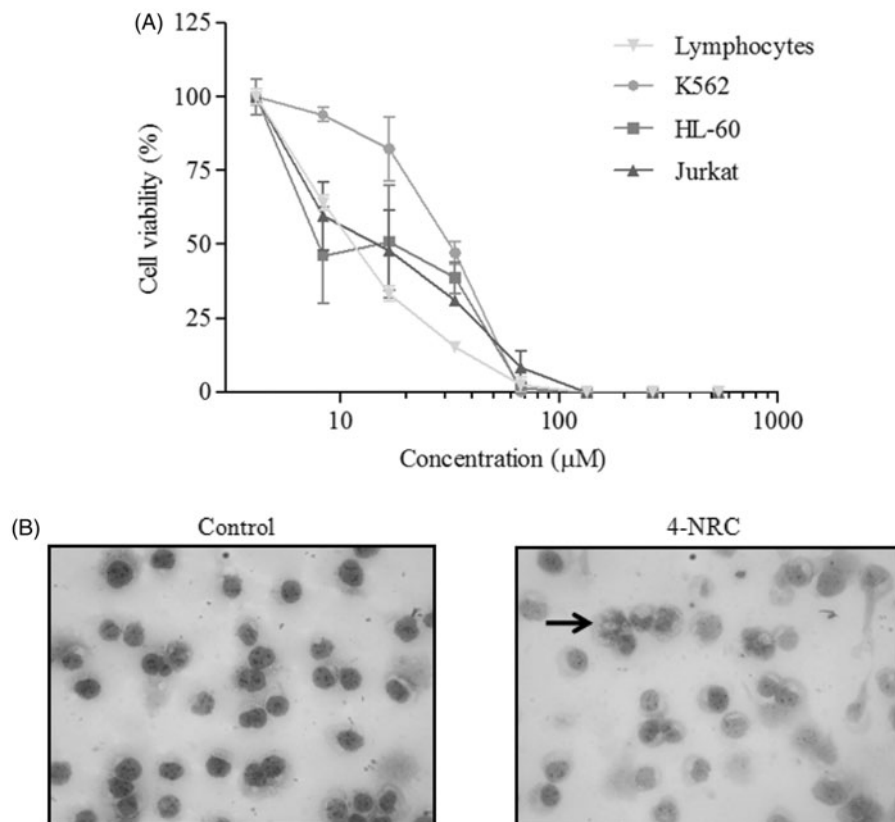 (A)
125
100
75
50
25
0
Cell viability (%)
10
100
1000
Concentration (μM)
Lymphocytes
K562
HL-60
Jurkat
(B)
Control
4-NRC